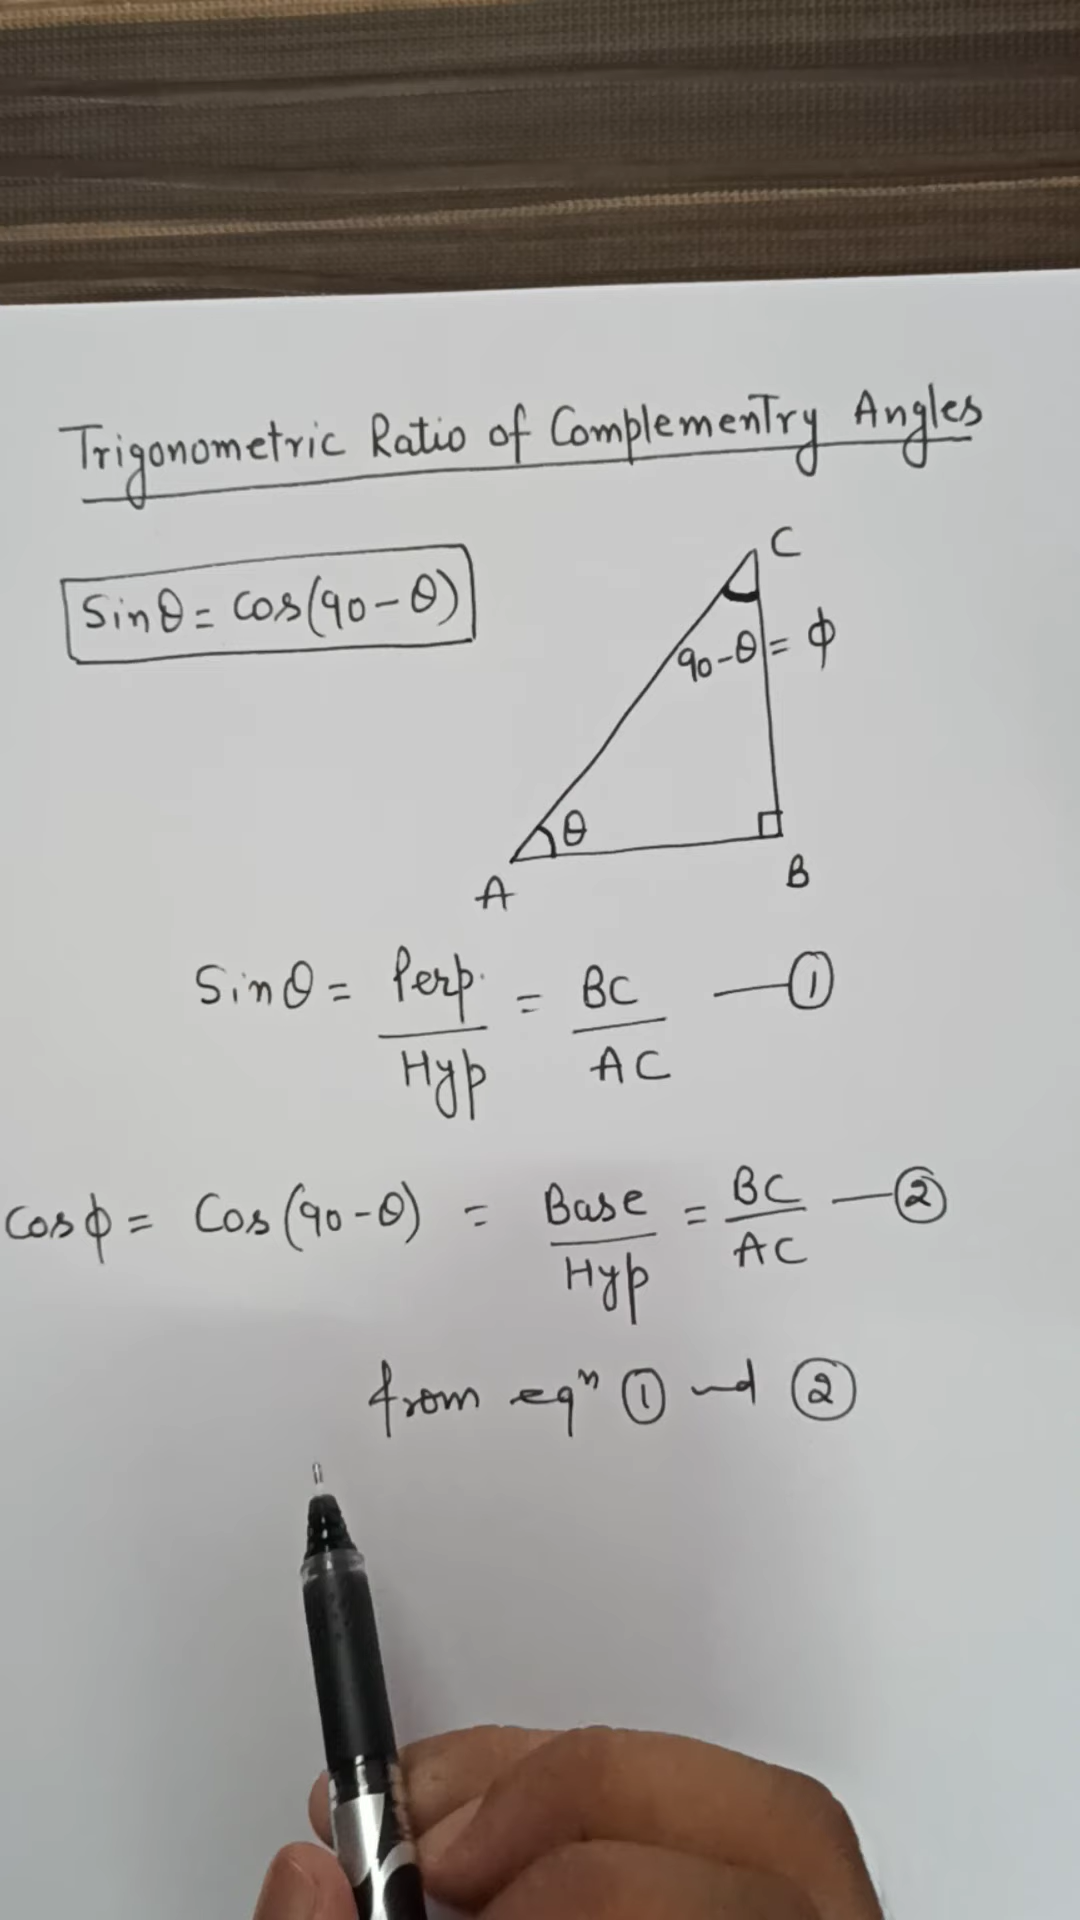 Trigonometric Ratio of Complementry Angles
Sinθ = Cos(90-θ)
C
90-θ = ϕ
θ
A
B
Sinθ = Perp. / Hyp = BC / AC —①
Cosϕ = Cos(90-θ) = Base / Hyp = BC / AC —②
from eqⁿ ① and ②